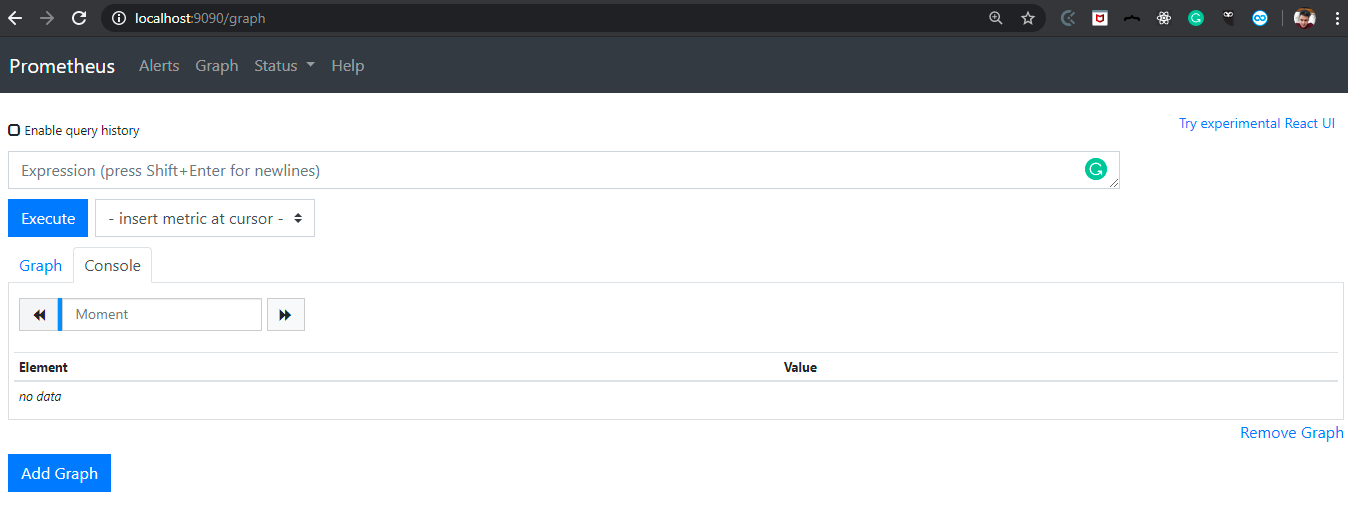 localhost:9090/graph
Prometheus Alerts Graph Status Help
Enable query history
Try experimental React UI
Expression (press Shift+Enter for newlines)
Execute - insert metric at cursor -
Graph Console
Moment
Element Value
no data
Remove Graph
Add Graph